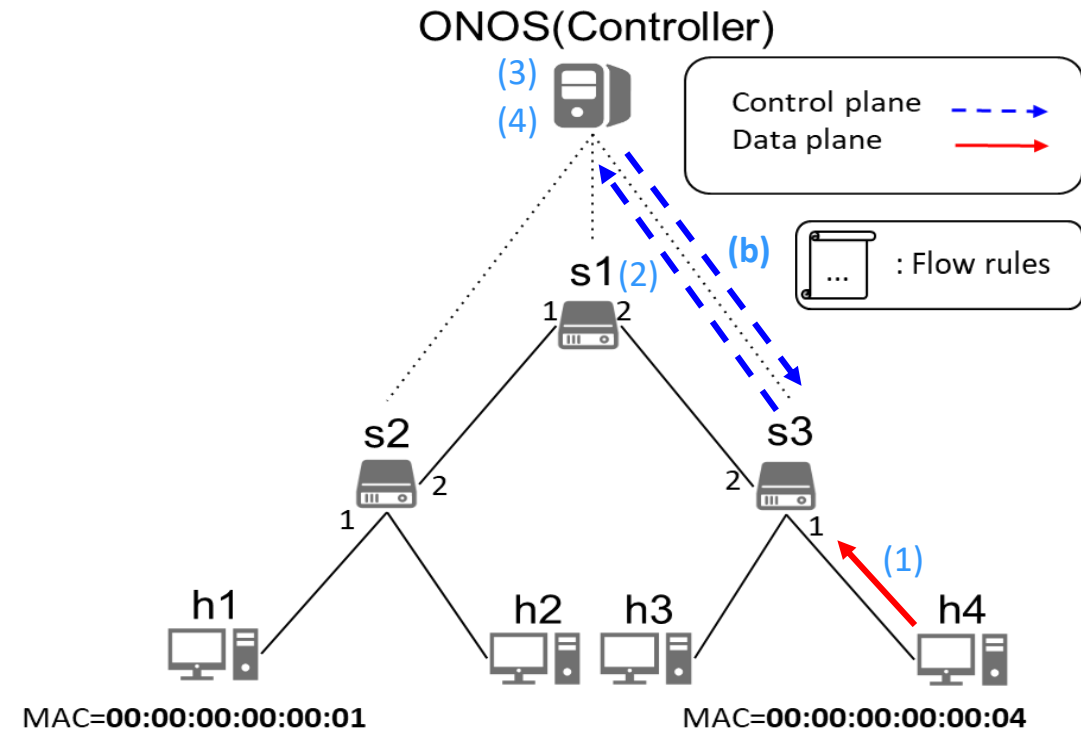 ONOS(Controller)
(3)
(4)
Control plane
Data plane
(b)
... : Flow rules
s1 (2)
1 2
s2
s3
2
2
1
1
(1)
h1
h2
h3
h4
MAC=00:00:00:00:00:01
MAC=00:00:00:00:00:04